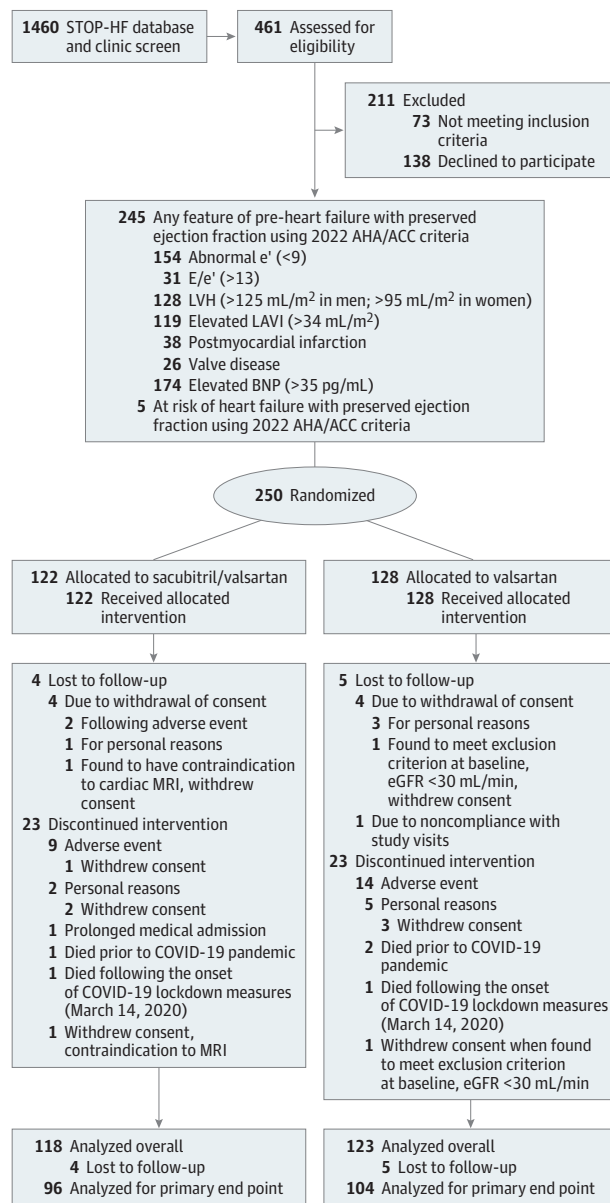 1460 STOP-HF database
and clinic screen
461 Assessed for
eligibility
211 Excluded
73 Not meeting inclusion
criteria
138 Declined to participate
245 Any feature of pre-heart failure with preserved
ejection fraction using 2022 AHA/ACC criteria
154 Abnormal e' (<9)
31 E/e' (>13)
128 LVH (>125 mL/m² in men; >95 mL/m² in women)
119 Elevated LAVI (>34 mL/m²)
38 Postmyocardial infarction
26 Valve disease
174 Elevated BNP (>35 pg/mL)
5 At risk of heart failure with preserved ejection
fraction using 2022 AHA/ACC criteria
250 Randomized
122 Allocated to sacubitril/valsartan
122 Received allocated
intervention
128 Allocated to valsartan
128 Received allocated
intervention
4 Lost to follow-up
4 Due to withdrawal of consent
2 Following adverse event
1 For personal reasons
1 Found to have contraindication
to cardiac MRI, withdrew
consent
23 Discontinued intervention
9 Adverse event
1 Withdrew consent
2 Personal reasons
2 Withdrew consent
1 Prolonged medical admission
1 Died prior to COVID-19 pandemic
1 Died following the onset
of COVID-19 lockdown measures
(March 14, 2020)
1 Withdrew consent,
contraindication to MRI
5 Lost to follow-up
4 Due to withdrawal of consent
3 For personal reasons
1 Found to meet exclusion
criterion at baseline,
eGFR <30 mL/min,
withdrew consent
1 Due to noncompliance with
study visits
23 Discontinued intervention
14 Adverse event
5 Personal reasons
3 Withdrew consent
2 Died prior to COVID-19
pandemic
1 Died following the onset
of COVID-19 lockdown measures
(March 14, 2020)
1 Withdrew consent when found
to meet exclusion criterion
at baseline, eGFR <30 mL/min
118 Analyzed overall
4 Lost to follow-up
96 Analyzed for primary end point
123 Analyzed overall
5 Lost to follow-up
104 Analyzed for primary end point